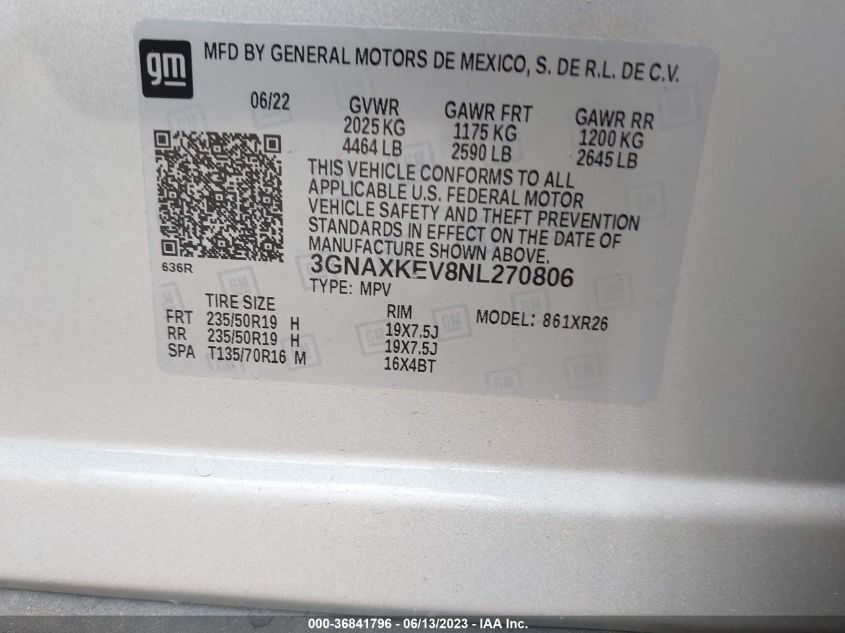 gm
MFD BY GENERAL MOTORS DE MEXICO, S. DE R.L. DE C.V.
06/22
GVWR GAWR FRT GAWR RR
2025 KG 1175 KG 1200 KG
4464 LB 2590 LB 2645 LB
THIS VEHICLE CONFORMS TO ALL
APPLICABLE U.S. FEDERAL MOTOR
VEHICLE SAFETY AND THEFT PREVENTION
STANDARDS IN EFFECT ON THE DATE OF
MANUFACTURE SHOWN ABOVE.
636R
3GNAXKEV8NL270806
TYPE: MPV
TIRE SIZE RIM MODEL: 861XR26
FRT 235/50R19 H 19X7.5J
RR 235/50R19 H 19X7.5J
SPA T135/70R16 M 16X4BT
000-36841796 - 06/13/2023 - IAA Inc.